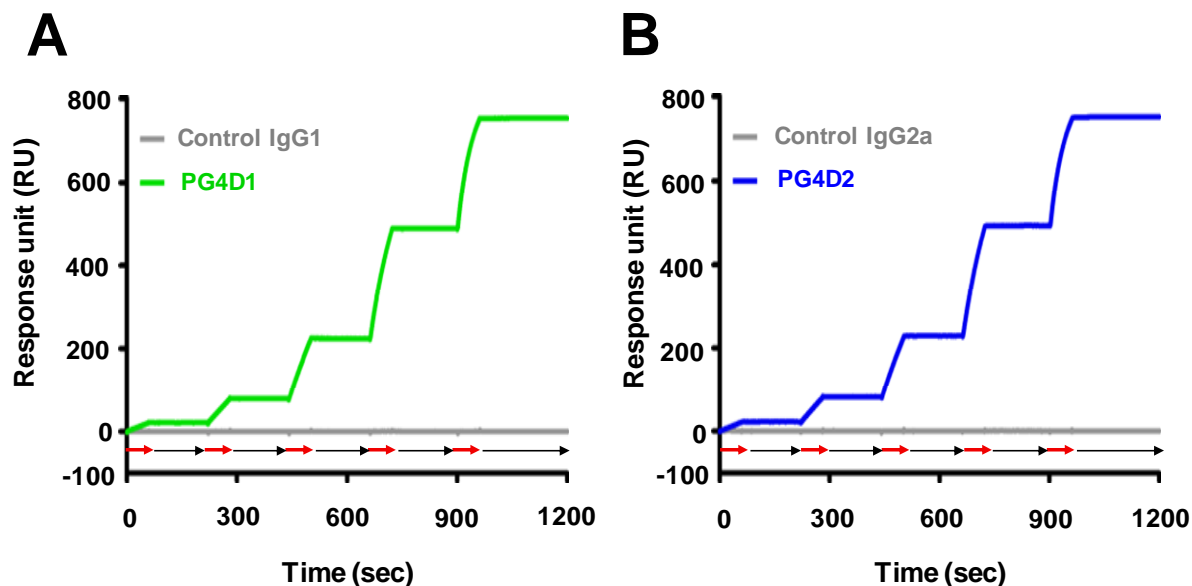 A
800
600
400
200
0
-100
Response unit (RU)
Control IgG1
PG4D1
0 300 600 900 1200
Time (sec)
B
800
600
400
200
0
-100
Response unit (RU)
Control IgG2a
PG4D2
0 300 600 900 1200
Time (sec)